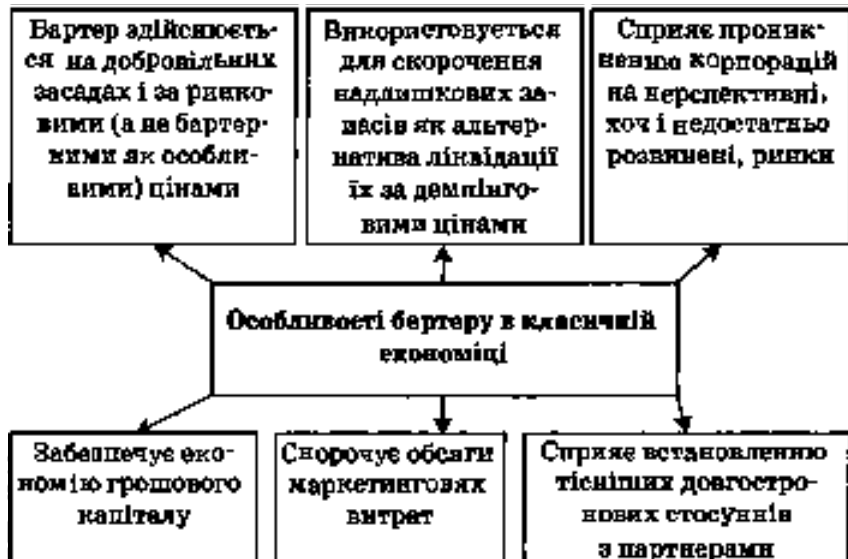 Бартер здійснюєть-
ся на добровільних
засадах і за ринко-
вими (а не бартер-
ними як особли-
вими) цінами
Використовується
для скорочення
надлишкових за-
пасів як альтер-
натива ліквідації
їх за демпінго-
вими цінами
Сприяє проник-
ненню корпорацій
на перспективні,
хоч і недостатньо
розвинені, ринки
Особливості бертеру в класичній
економіці
Забезпечує еко-
номію грошового
капіталу
Скорочує обсяги
маркетингових
витрат
Сприяє встановленню
тісніших довгостро-
нових стосунків
з партнерами